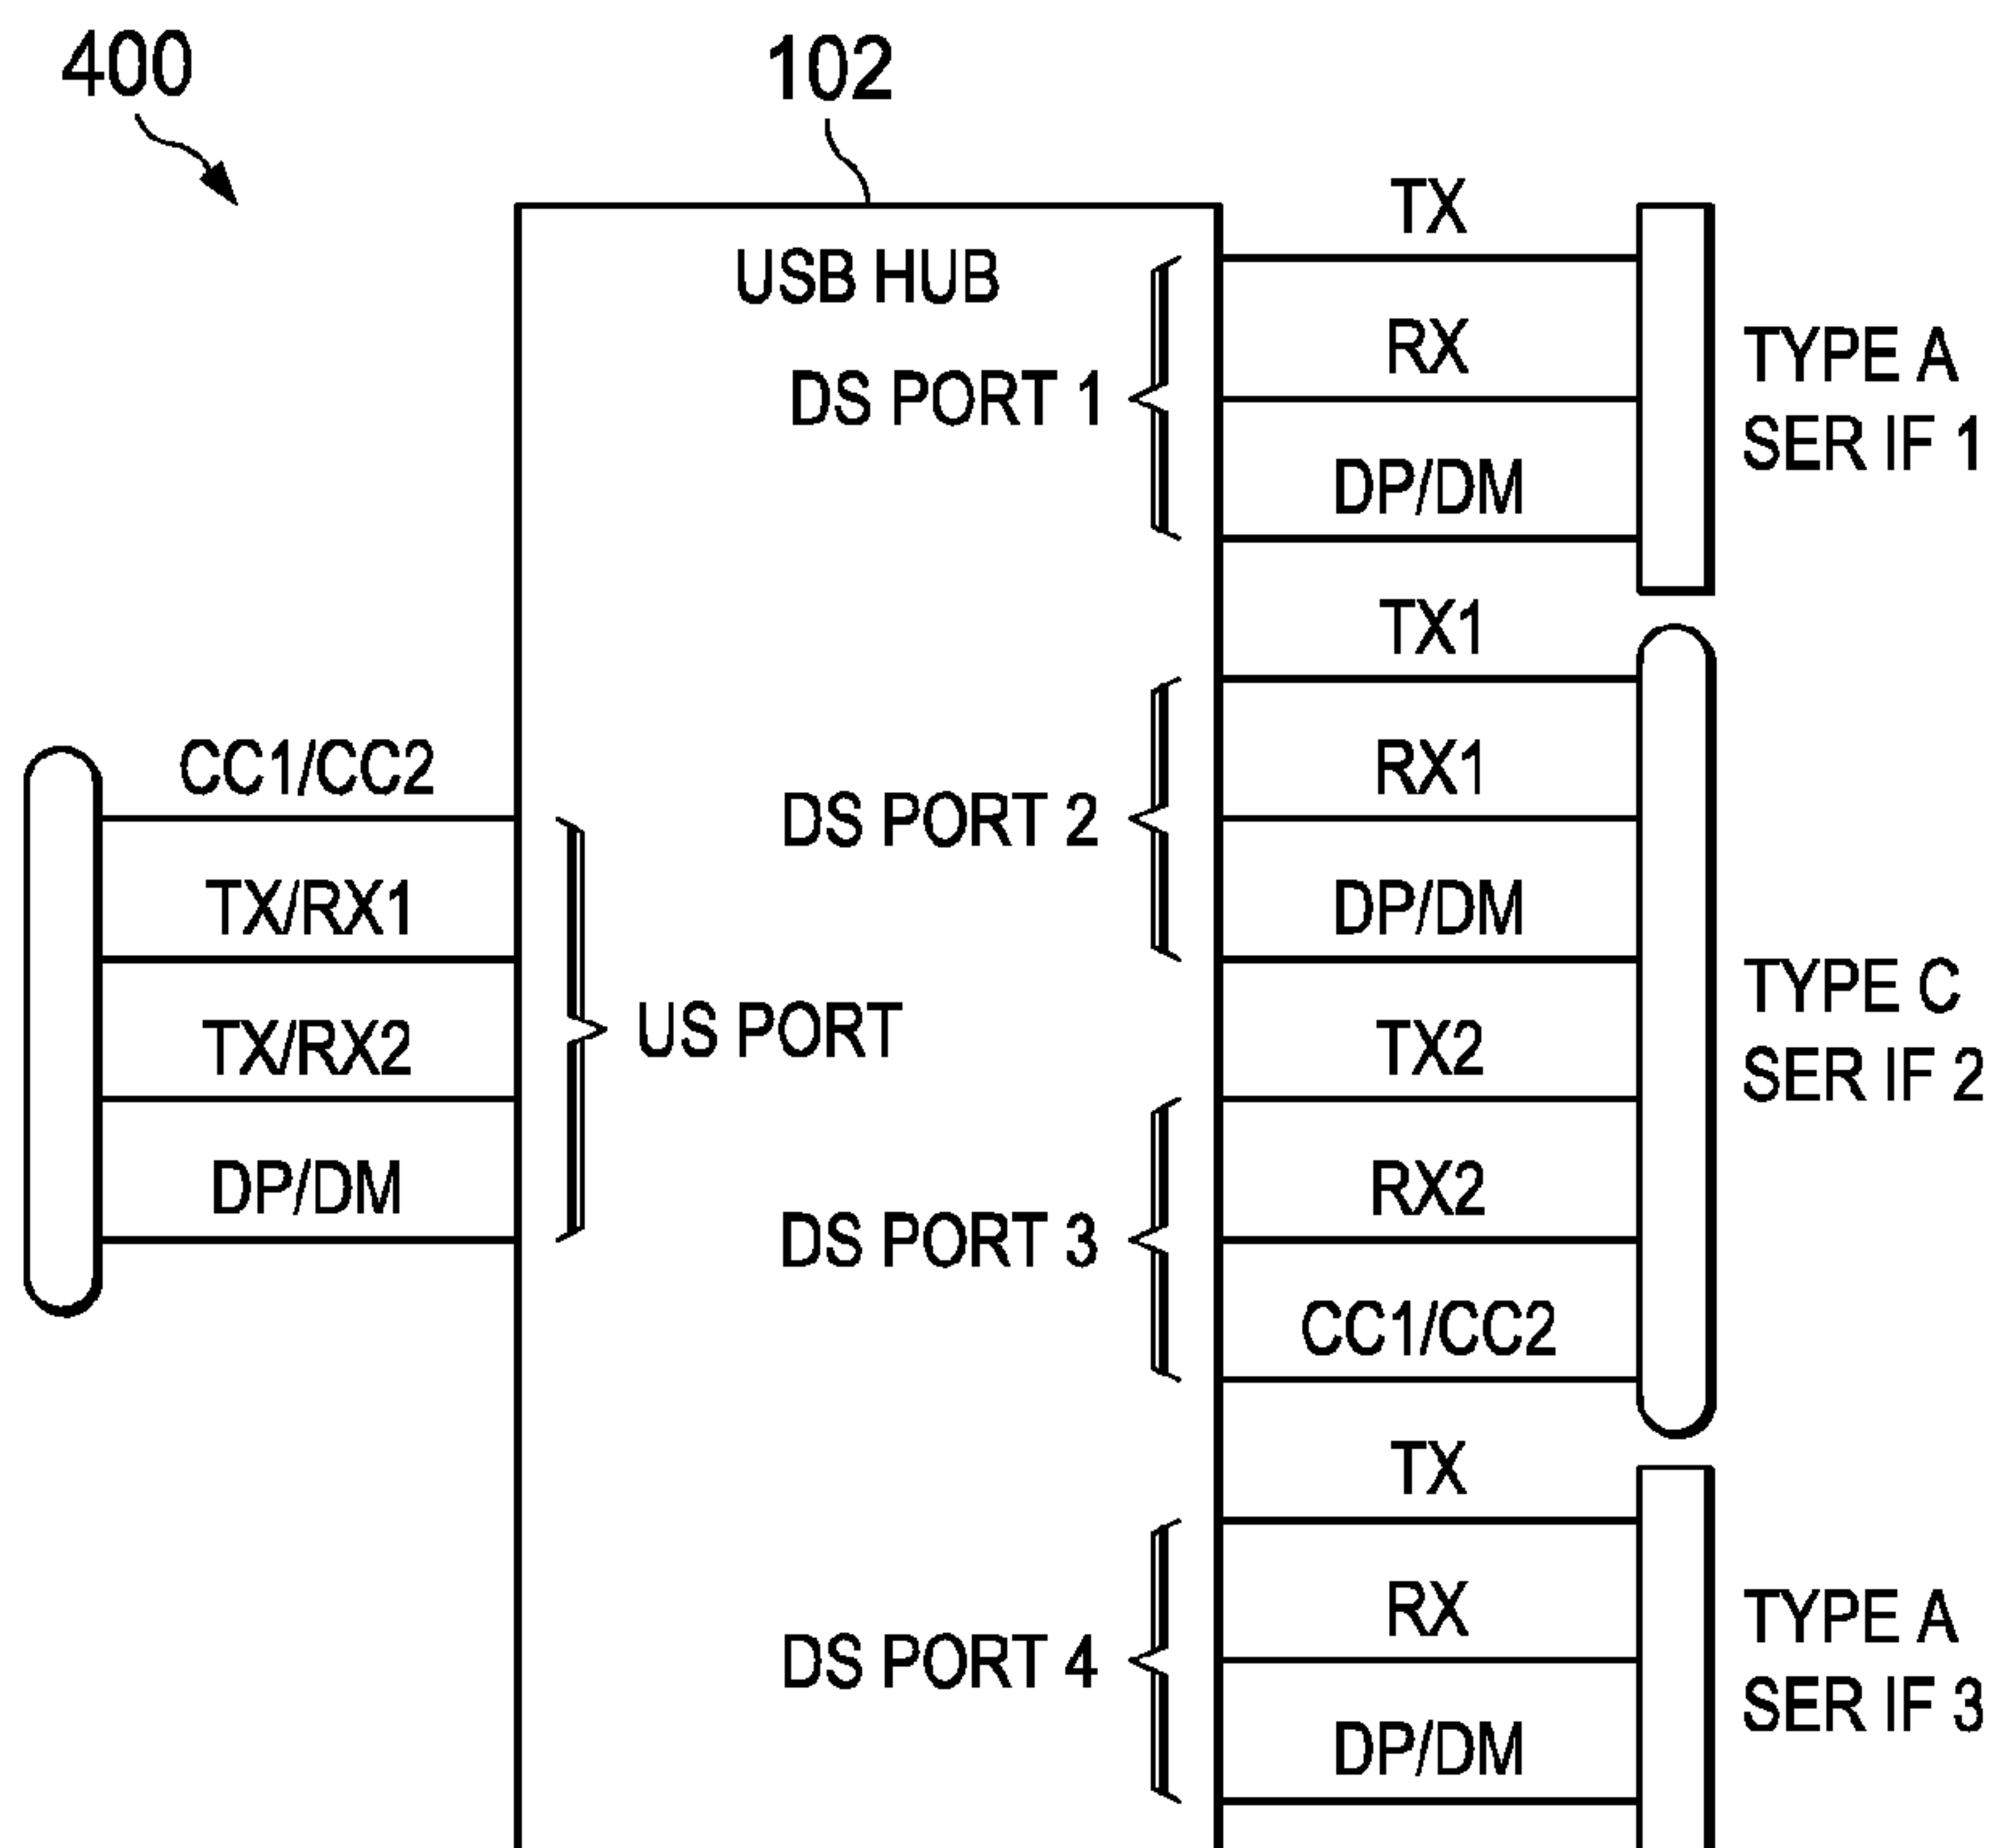 400
102
USB HUB
TX
RX
DP/DM
DS PORT 1
TYPE A
SER IF 1
TX1
RX1
DP/DM
DS PORT 2
TX2
RX2
CC1/CC2
DS PORT 3
TYPE C
SER IF 2
CC1/CC2
TX/RX1
TX/RX2
DP/DM
US PORT
TX
RX
DP/DM
DS PORT 4
TYPE A
SER IF 3